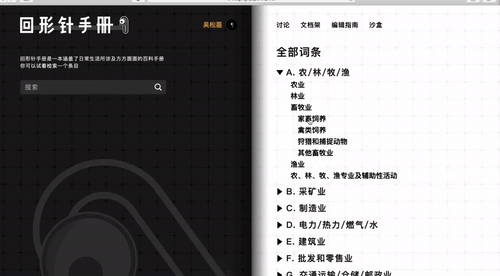 回形针手册
吴松磊
回形针手册是一本涵盖了日常生活所涉及方方面面的百科手册
你可以试着检索一个条目
搜索
讨论 文档架 编辑指南 沙盒
全部词条
A. 农/林/牧/渔
农业
林业
畜牧业
家畜饲养
禽类饲养
狩猎和捕捉动物
其他畜牧业
渔业
农、林、牧、渔专业及辅助性活动
B. 采矿业
C. 制造业
D. 电力/热力/燃气/水
E. 建筑业
F. 批发和零售业
G. 交通运输/仓储/邮政业